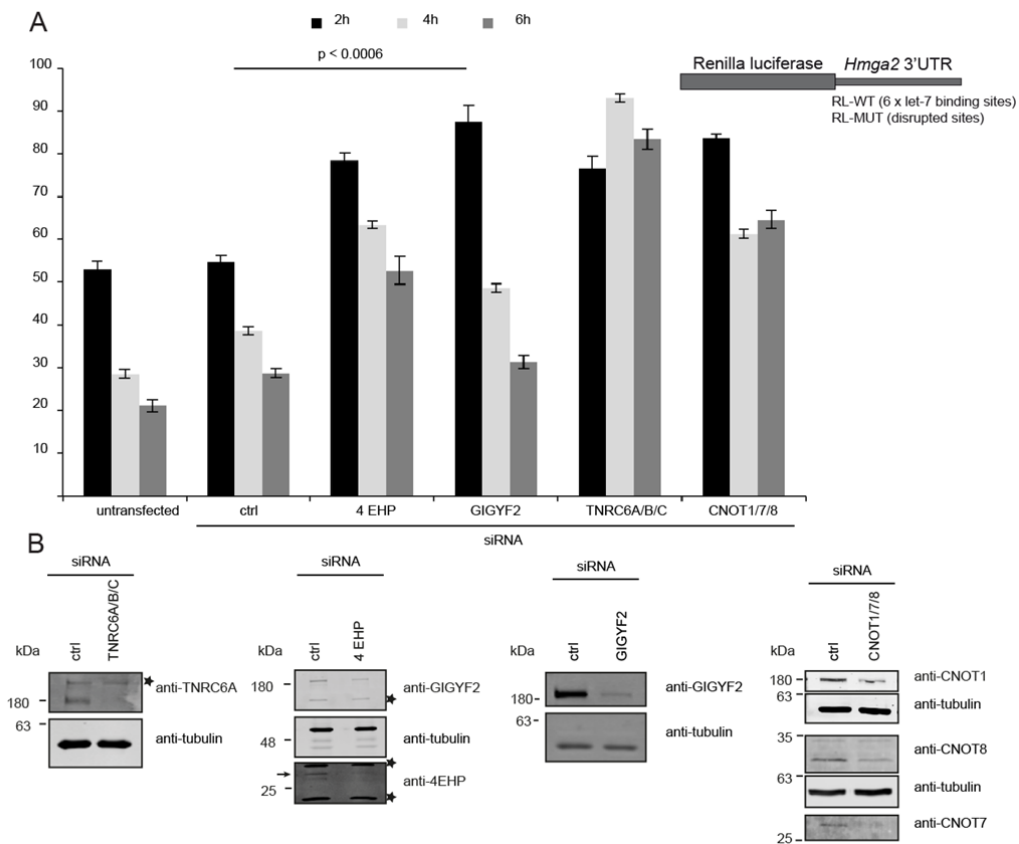 A
2h 4h 6h
p < 0.0006
100
90
80
70
60
50
40
30
20
10
Renilla luciferase Hmga2 3'UTR
RL-WT (6 x let-7 binding sites)
RL-MUT (disrupted sites)
untransfected ctrl 4 EHP GIGYF2 TNRC6A/B/C CNOT1/7/8
siRNA
B
siRNA
ctrl
TNRC6A/B/C
kDa
anti-TNRC6A
180
63
anti-tubulin
siRNA
ctrl
4 EHP
kDa
180
anti-GIGYF2
48
anti-tubulin
25
anti-4EHP
siRNA
ctrl
GIGYF2
kDa
180
anti-GIGYF2
63
anti-tubulin
siRNA
ctrl
CNOT1/7/8
kDa
180
anti-CNOT1
63
anti-tubulin
35
anti-CNOT8
63
anti-tubulin
anti-CNOT7
25